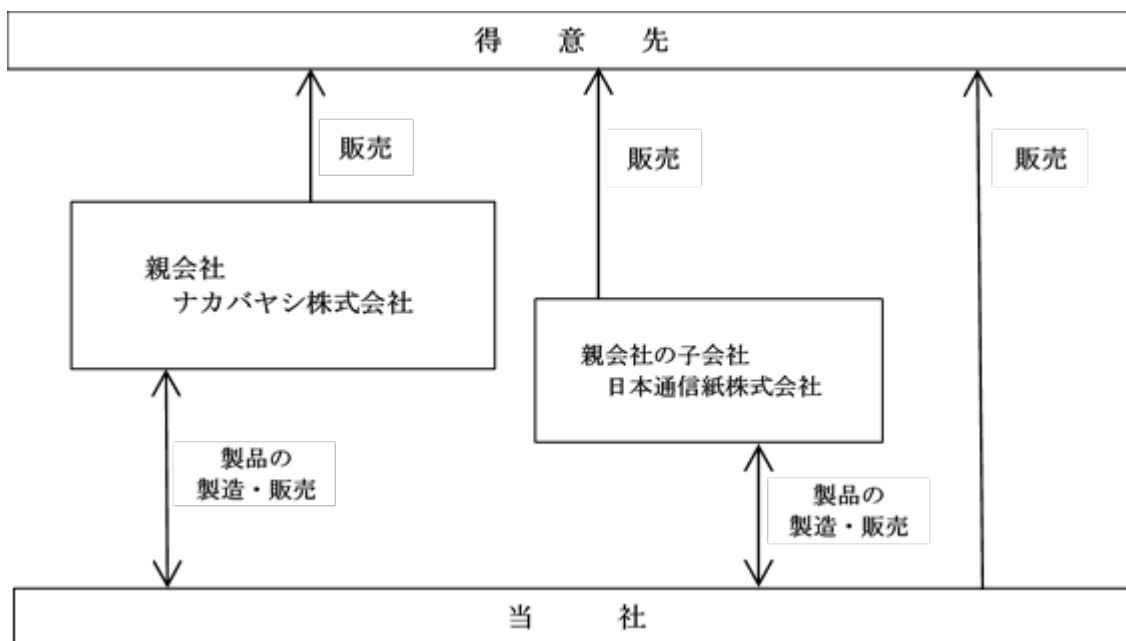 得意先
販売
販売
販売
親会社
ナカバヤシ株式会社
親会社の子会社
日本通信紙株式会社
製品の
製造・販売
製品の
製造・販売
当社